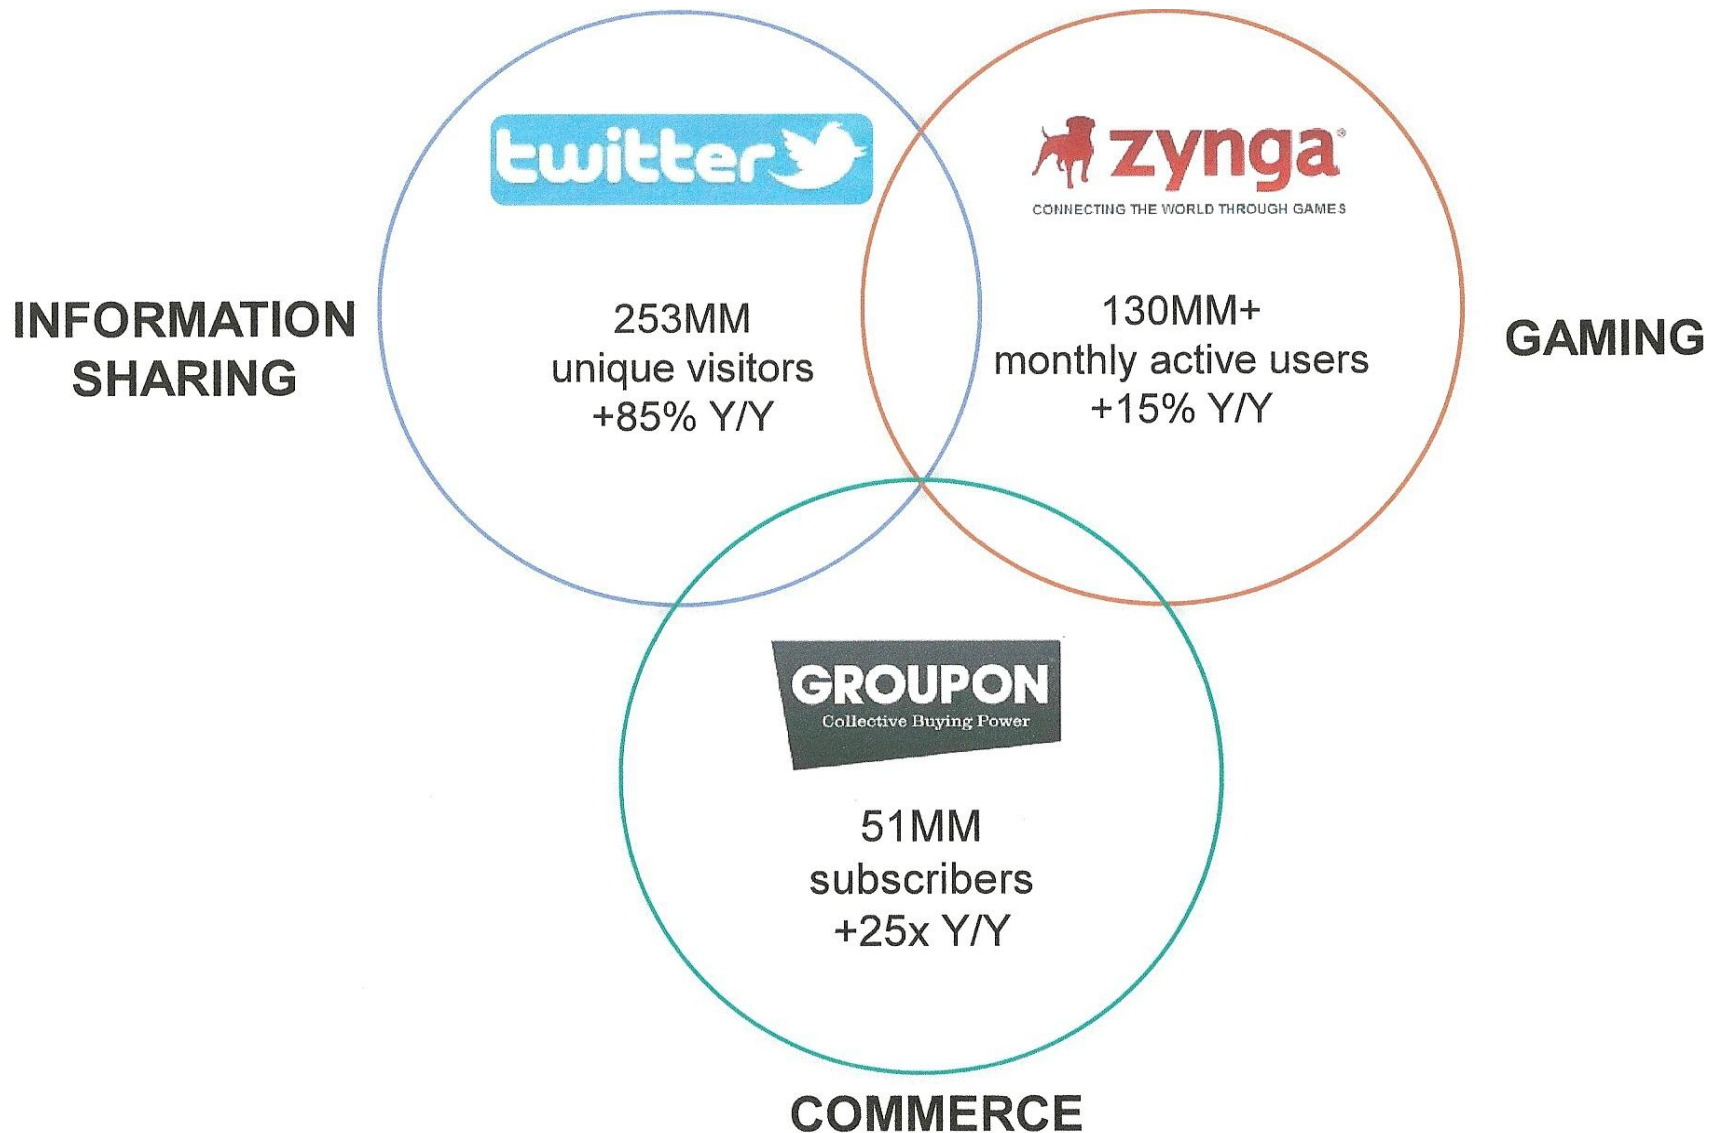 twitter
zynga
CONNECTING THE WORLD THROUGH GAMES
INFORMATION
SHARING
253MM
unique visitors
+85% Y/Y
130MM+
monthly active users
+15% Y/Y
GAMING
GROUPON
Collective Buying Power
51MM
subscribers
+25x Y/Y
COMMERCE